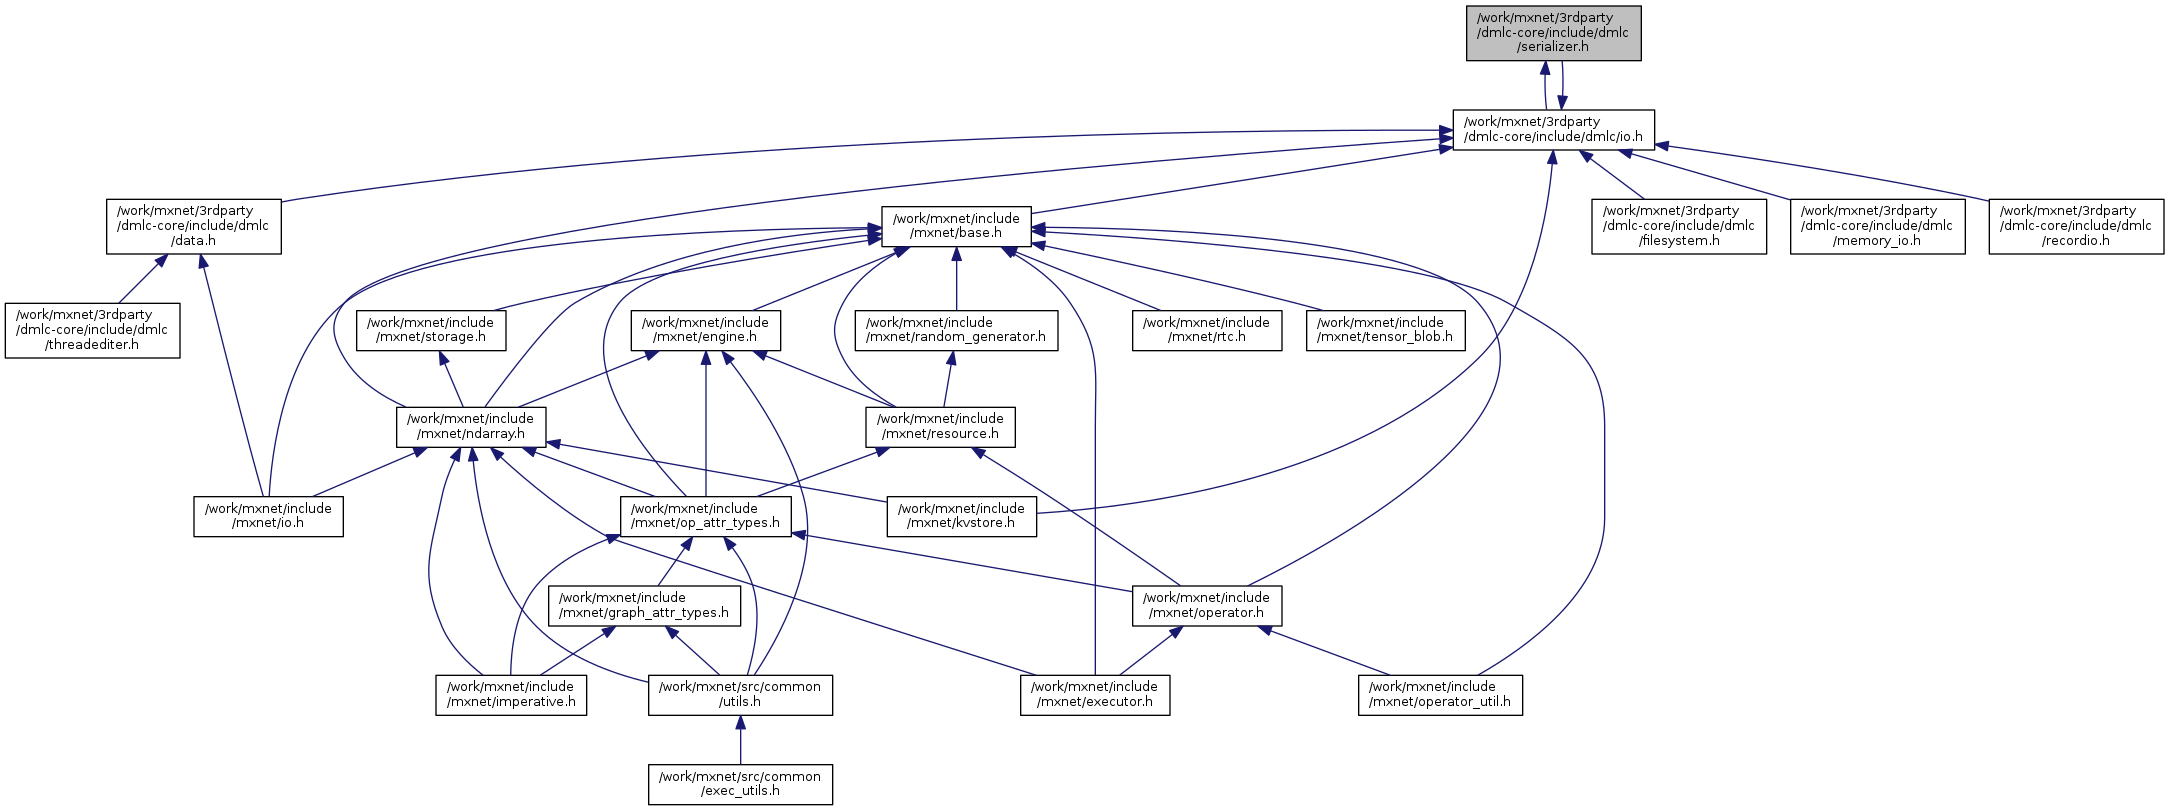 /work/mxnet/3rdparty
/dmlc-core/include/dmlc
/serializer.h
/work/mxnet/3rdparty
/dmlc-core/include/dmlc/io.h
/work/mxnet/3rdparty
/dmlc-core/include/dmlc
/data.h
/work/mxnet/include
/mxnet/base.h
/work/mxnet/3rdparty
/dmlc-core/include/dmlc
/filesystem.h
/work/mxnet/3rdparty
/dmlc-core/include/dmlc
/memory_io.h
/work/mxnet/3rdparty
/dmlc-core/include/dmlc
/recordio.h
/work/mxnet/3rdparty
/dmlc-core/include/dmlc
/threadediter.h
/work/mxnet/include
/mxnet/storage.h
/work/mxnet/include
/mxnet/engine.h
/work/mxnet/include
/mxnet/random_generator.h
/work/mxnet/include
/mxnet/rtc.h
/work/mxnet/include
/mxnet/tensor_blob.h
/work/mxnet/include
/mxnet/ndarray.h
/work/mxnet/include
/mxnet/resource.h
/work/mxnet/include
/mxnet/io.h
/work/mxnet/include
/mxnet/op_attr_types.h
/work/mxnet/include
/mxnet/kvstore.h
/work/mxnet/include
/mxnet/graph_attr_types.h
/work/mxnet/include
/mxnet/operator.h
/work/mxnet/include
/mxnet/imperative.h
/work/mxnet/src/common
/utils.h
/work/mxnet/include
/mxnet/executor.h
/work/mxnet/include
/mxnet/operator_util.h
/work/mxnet/src/common
/exec_utils.h